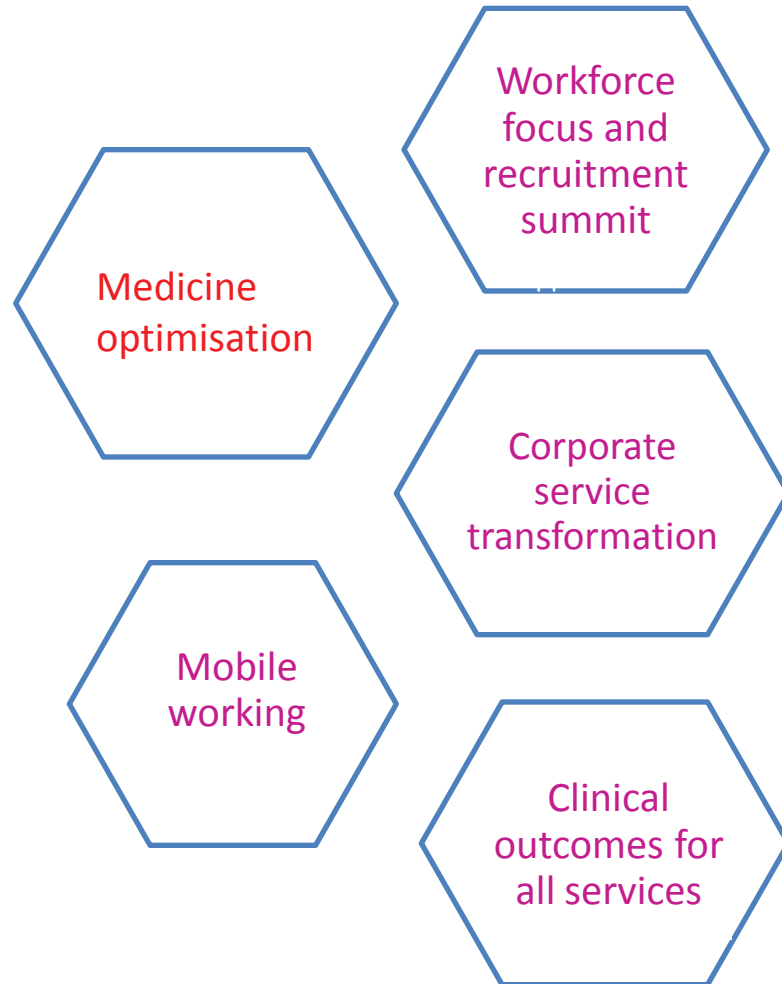 Workforce
focus and
recruitment
summit
Medicine
optimisation
Corporate
service
transformation
Mobile
working
Clinical
outcomes for
all services